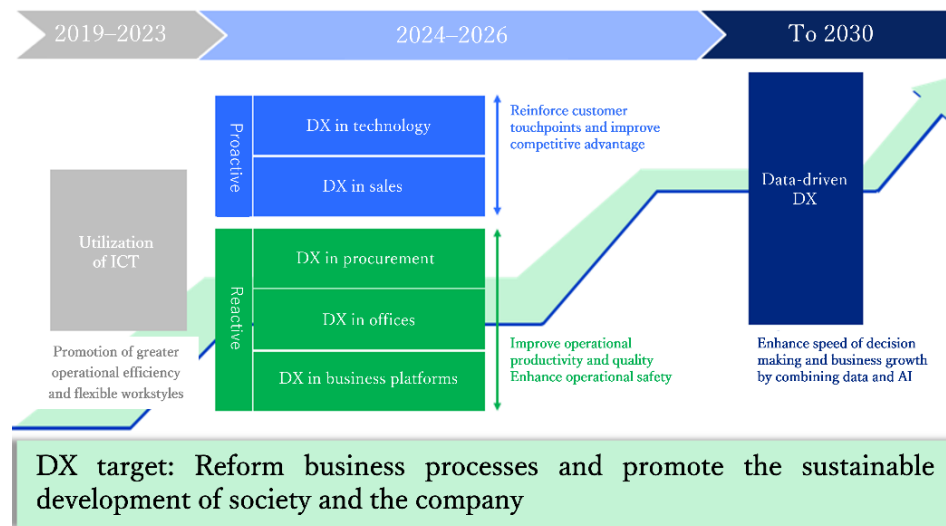 2019–2023
2024–2026
To 2030
Utilization
of ICT
Promotion of greater
operational efficiency
and flexible workstyles
Proactive
DX in technology
DX in sales
Reinforce customer
touchpoints and improve
competitive advantage
Reactive
DX in procurement
DX in offices
DX in business platforms
Improve operational
productivity and quality
Enhance operational safety
Data-driven
DX
Enhance speed of decision
making and business growth
by combining data and AI
DX target: Reform business processes and promote the sustainable
development of society and the company